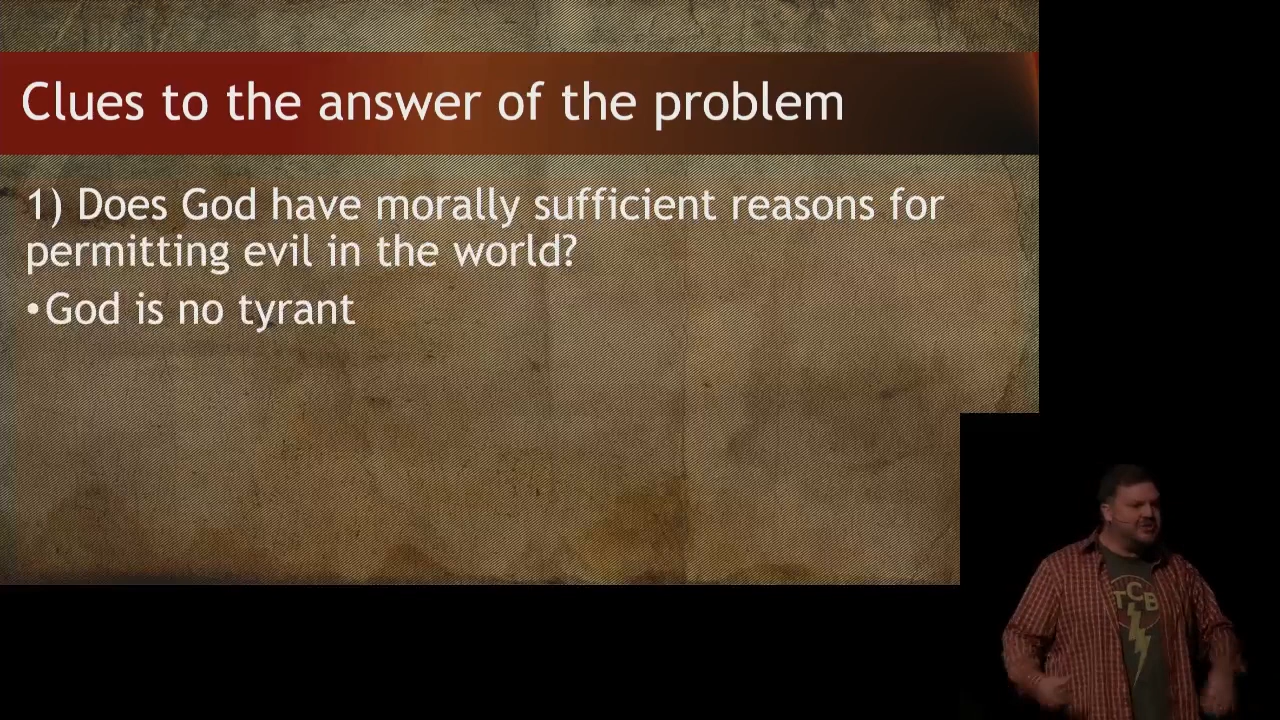 Clues to the answer of the problem
1) Does God have morally sufficient reasons for
permitting evil in the world?
•God is no tyrant
TCB